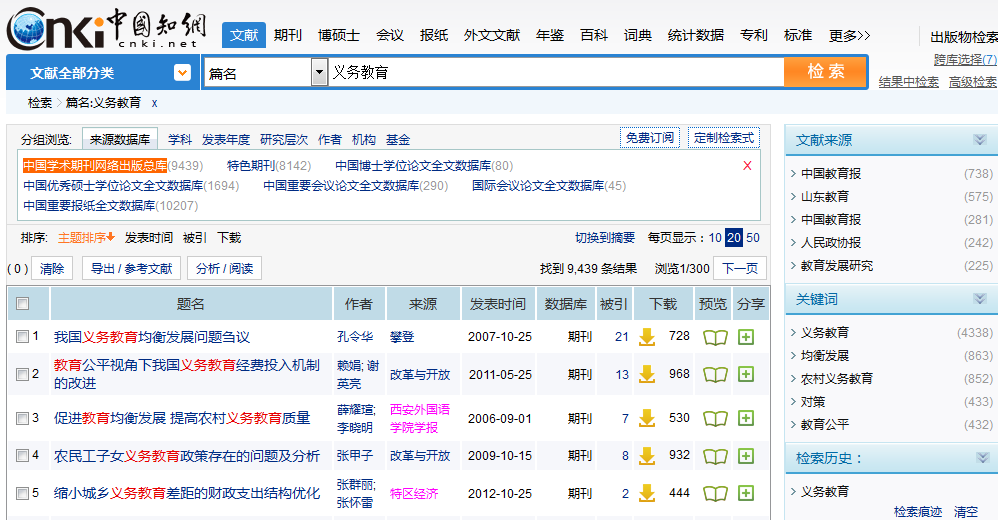 Cnki 中國知網
cnki.net
文献 期刊 博硕士 会议 报纸 外文文献 年鉴 百科 词典 统计数据 专利 标准 更多>> 出版物检索
文献全部分类 篇名 义务教育 检索 跨库选择(7)
结果中检索 高级检索
检索 > 篇名:义务教育 x
分组浏览: 来源数据库 学科 发表年度 研究层次 作者 机构 基金 免费订阅 定制检索式
中国学术期刊网络出版总库(9439) 特色期刊(8142) 中国博士学位论文全文数据库(80) X
中国优秀硕士学位论文全文数据库(1694) 中国重要会议论文全文数据库(290) 国际会议论文全文数据库(45)
中国重要报纸全文数据库(10207)
排序: 主题排序 发表时间 被引 下载 切换到摘要 每页显示：10 20 50
( 0 ) 清除 导出 / 参考文献 分析 / 阅读 找到 9,439 条结果 浏览1/300 下一页
题名 作者 来源 发表时间 数据库 被引 下载 预览 分享
1 我国义务教育均衡发展问题刍议 孔令华 攀登 2007-10-25 期刊 21 728
2 教育公平视角下我国义务教育经费投入机制
的改进 赖娟; 谢
英亮 改革与开放 2011-05-25 期刊 13 968
3 促进教育均衡发展 提高农村义务教育质量 薛耀瑄;
李晓明 西安外国语
学院学报 2006-09-01 期刊 7 530
4 农民工子女义务教育政策存在的问题及分析 张甲子 改革与开放 2009-10-15 期刊 8 932
5 缩小城乡义务教育差距的财政支出结构优化 张群丽;
张怀雷 特区经济 2012-10-25 期刊 2 444
文献来源
> 中国教育报 (738)
> 山东教育 (575)
> 中国教育报 (281)
> 人民政协报 (242)
> 教育发展研究 (225)
关键词
> 义务教育 (4338)
> 均衡发展 (863)
> 农村义务教育 (852)
> 对策 (433)
> 教育公平 (432)
检索历史：
> 义务教育
检索痕迹 清空